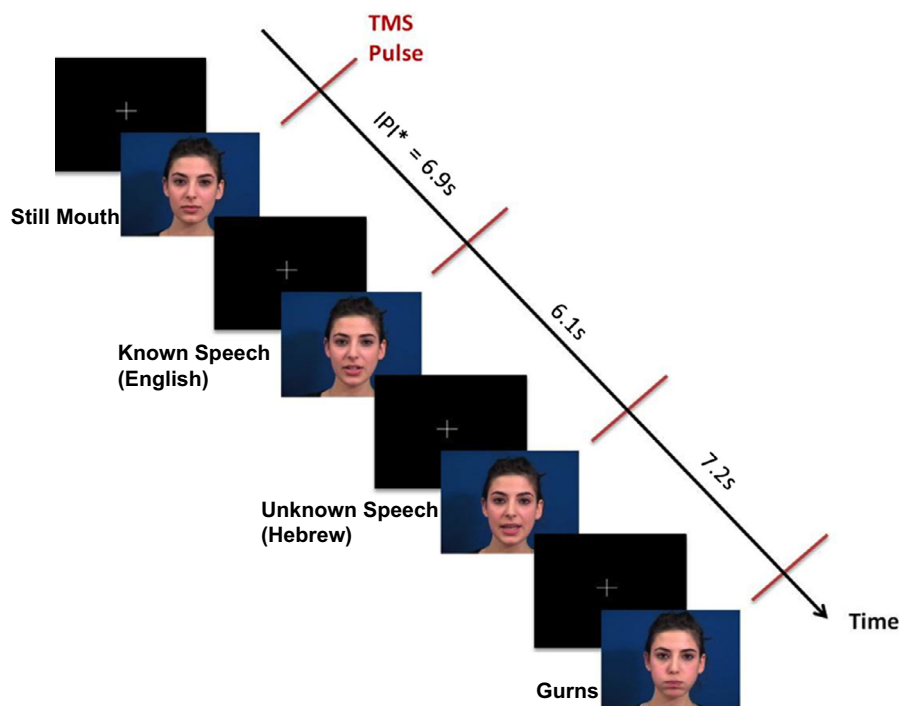 TMS
Pulse
IPI* = 6.9s
Still Mouth
6.1s
Known Speech
(English)
7.2s
Unknown Speech
(Hebrew)
Time
Gurns